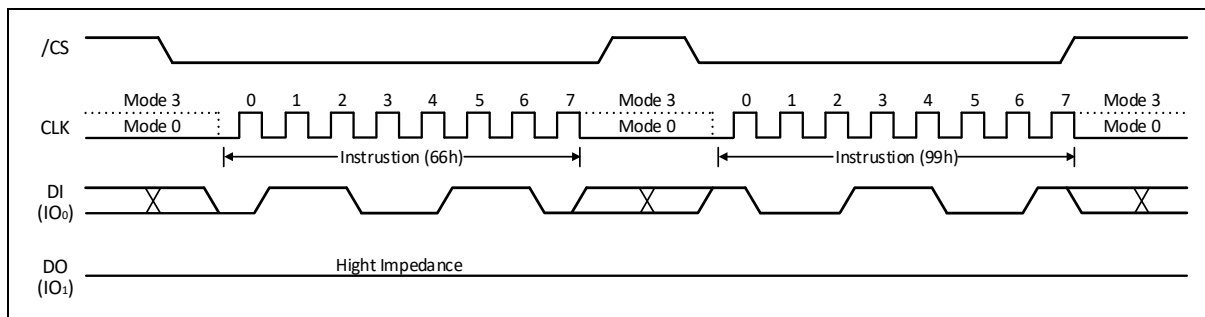 /CS
0 1 2 3 4 5 6 7 0 1 2 3 4 5 6 7
Mode 3 Mode 3 Mode 3
CLK
Mode 0 Mode 0 Mode 0
Instrustion (66h) Instrustion (99h)
DI
(IO₀)
DO
(IO₁)
Hight Impedance